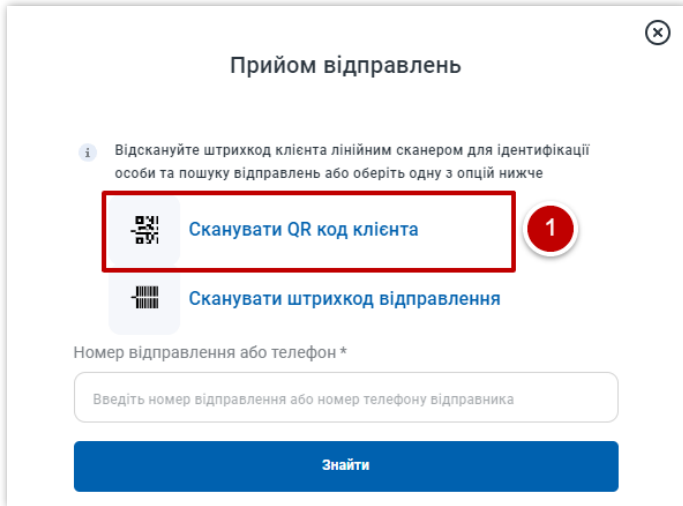 Прийом відправлень
i
Відскануйте штрихкод клієнта лінійним сканером для ідентифікації
особи та пошуку відправлень або оберіть одну з опцій нижче
Сканувати QR код клієнта
1
Сканувати штрихкод відправлення
Номер відправлення або телефон *
Введіть номер відправлення або номер телефону відправника
Знайти